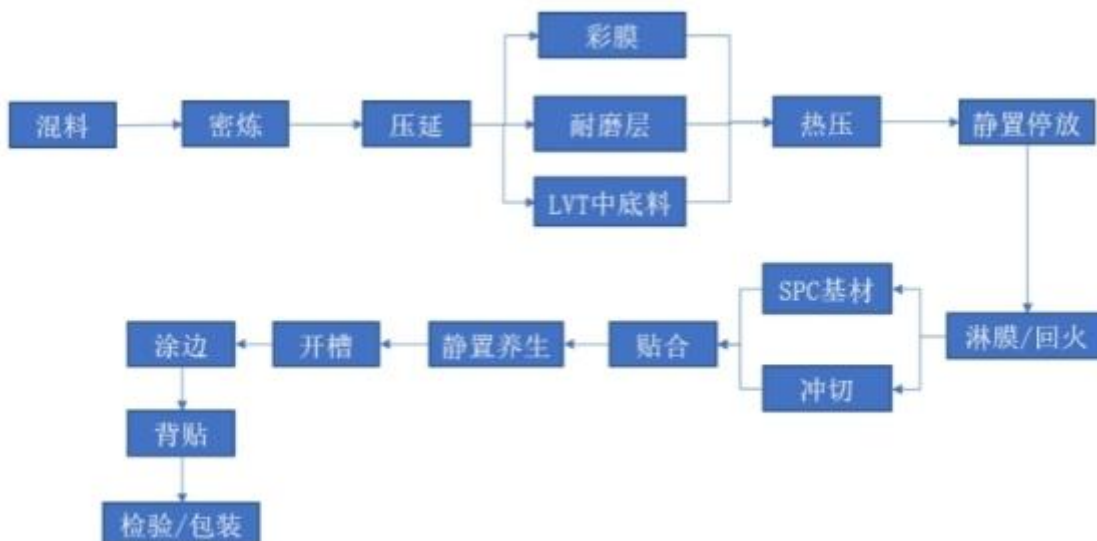 混料
密炼
压延
彩膜
耐磨层
LVT中底料
热压
静置停放
淋膜/回火
SPC基材
冲切
贴合
静置养生
开槽
涂边
背贴
检验/包装